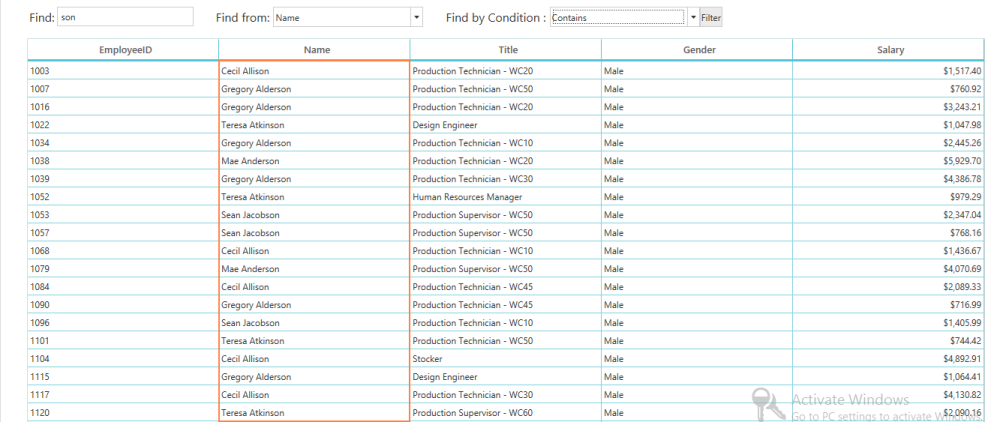 Find: son Find from: Name Find by Condition : Contains Filter
EmployeeID Name Title Gender Salary
1003 Cecil Allison Production Technician - WC20 Male $1,517.40
1007 Gregory Alderson Production Technician - WC50 Male $760.92
1016 Gregory Alderson Production Technician - WC20 Male $3,243.21
1022 Teresa Atkinson Design Engineer Male $1,047.98
1034 Gregory Alderson Production Technician - WC10 Male $2,445.26
1038 Mae Anderson Production Technician - WC20 Male $5,929.70
1039 Gregory Alderson Production Technician - WC30 Male $4,386.78
1052 Teresa Atkinson Human Resources Manager Male $979.29
1053 Sean Jacobson Production Supervisor - WC50 Male $2,347.04
1057 Sean Jacobson Production Supervisor - WC50 Male $768.16
1068 Cecil Allison Production Technician - WC10 Male $1,436.67
1079 Mae Anderson Production Supervisor - WC50 Male $4,070.69
1084 Cecil Allison Production Technician - WC45 Male $2,089.33
1090 Gregory Alderson Production Technician - WC45 Male $716.99
1096 Sean Jacobson Production Technician - WC10 Male $1,405.99
1101 Teresa Atkinson Production Technician - WC50 Male $744.42
1104 Cecil Allison Stocker Male $4,892.91
1115 Gregory Alderson Design Engineer Male $1,064.41
1117 Cecil Allison Production Technician - WC30 Male $4,130.82
1120 Teresa Atkinson Production Supervisor - WC60 Male $2,090.16
Activate Windows
Go to PC settings to activate Windows.